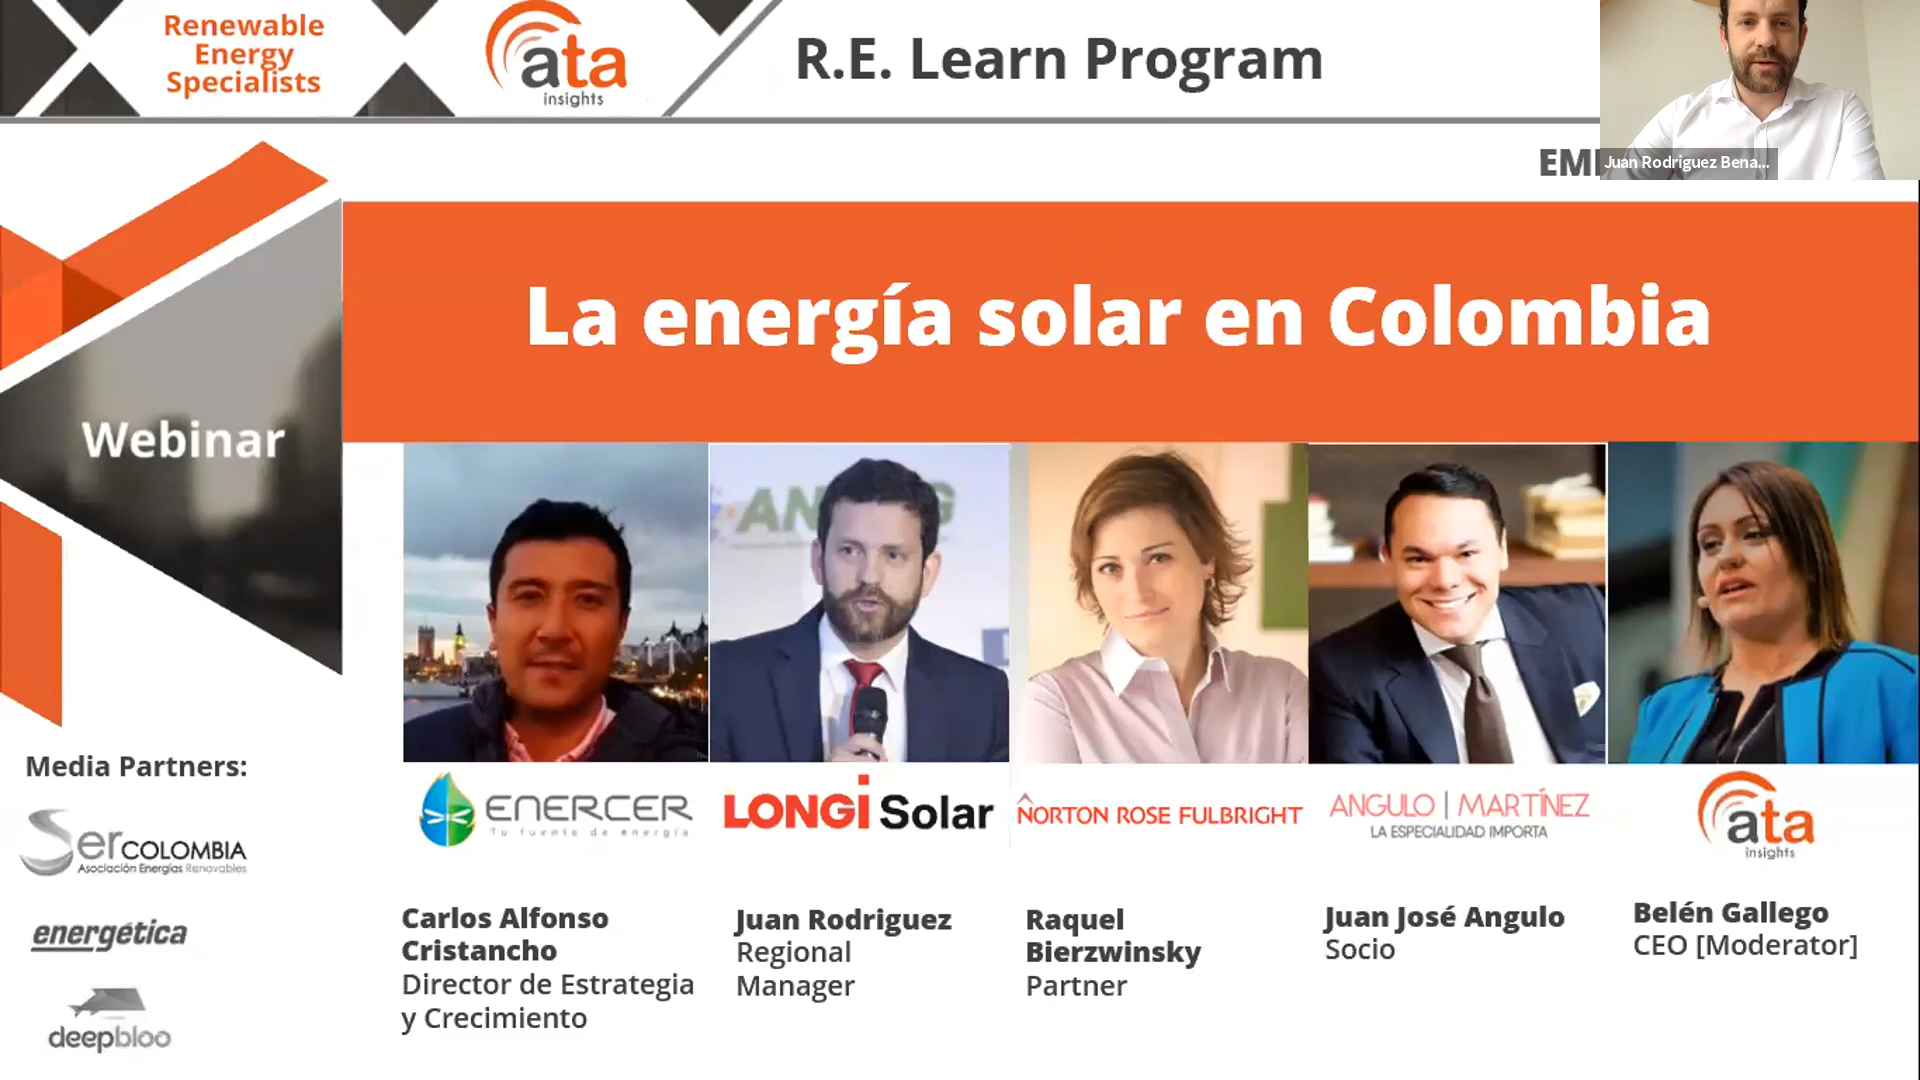 Renewable
Energy
Specialists
ata
insights
R.E. Learn Program
Juan Rodriguez Bena...
La energía solar en Colombia
Webinar
Media Partners:
Ser COLOMBIA
Asociación Energías Renovables
energética
deepbloo
ENERCER
Tu fuente de energía
LONGi Solar
NORTON ROSE FULBRIGHT
ANGULO | MARTÍNEZ
LA ESPECIALIDAD IMPORTA
ata
insights
Carlos Alfonso
Cristancho
Director de Estrategia
y Crecimiento
Juan Rodriguez
Regional
Manager
Raquel
Bierzwinsky
Partner
Juan José Angulo
Socio
Belén Gallego
CEO [Moderator]